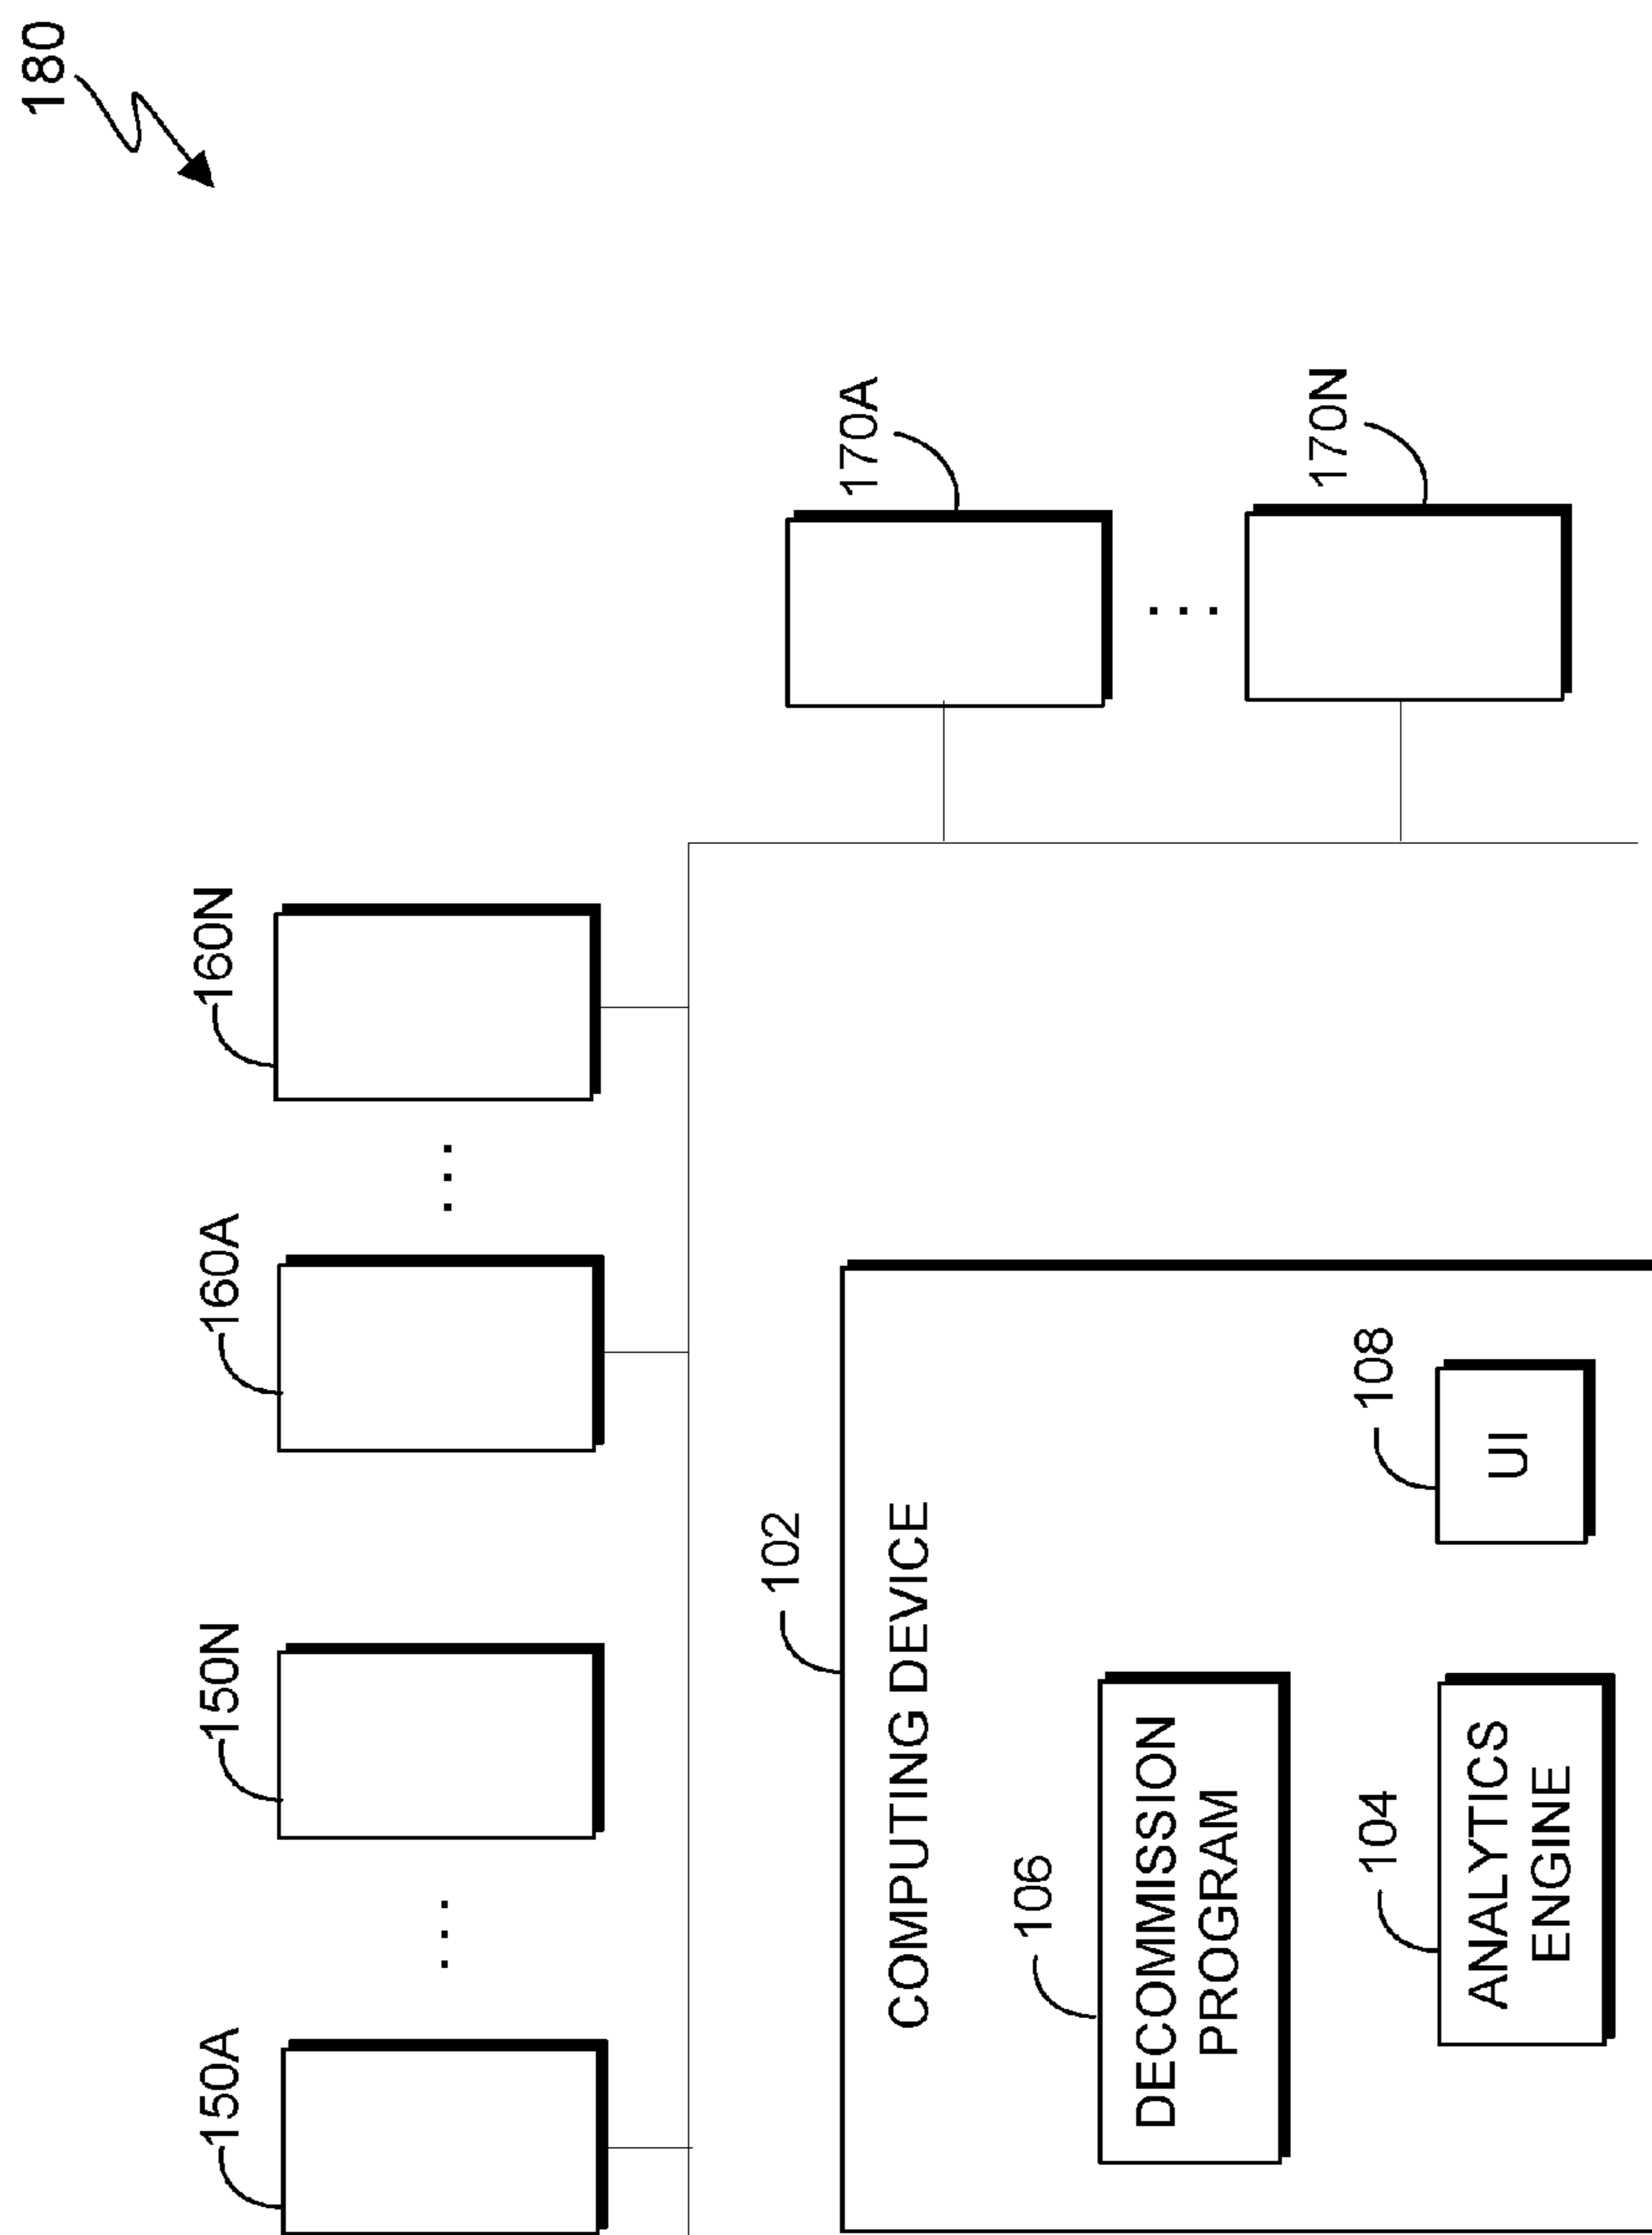 180
150A
150N
160A
160N
102
170A
COMPUTING DEVICE
106
DECOMMISSION
PROGRAM
170N
104
108
ANALYTICS
ENGINE
UI